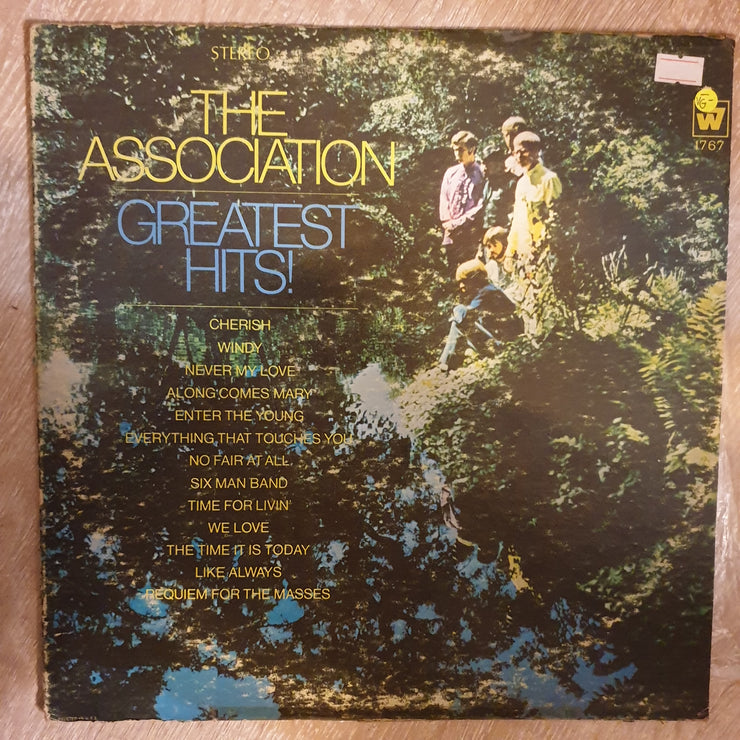 STEREO
THE
ASSOCIATION
GREATEST
HITS!
CHERISH
WINDY
NEVER MY LOVE
ALONG COMES MARY
ENTER THE YOUNG
EVERYTHING THAT TOUCHES YOU
NO FAIR AT ALL
SIX MAN BAND
TIME FOR LIVIN'
WE LOVE
THE TIME IT IS TODAY
LIKE ALWAYS
REQUIEM FOR THE MASSES
VG-
W
1767